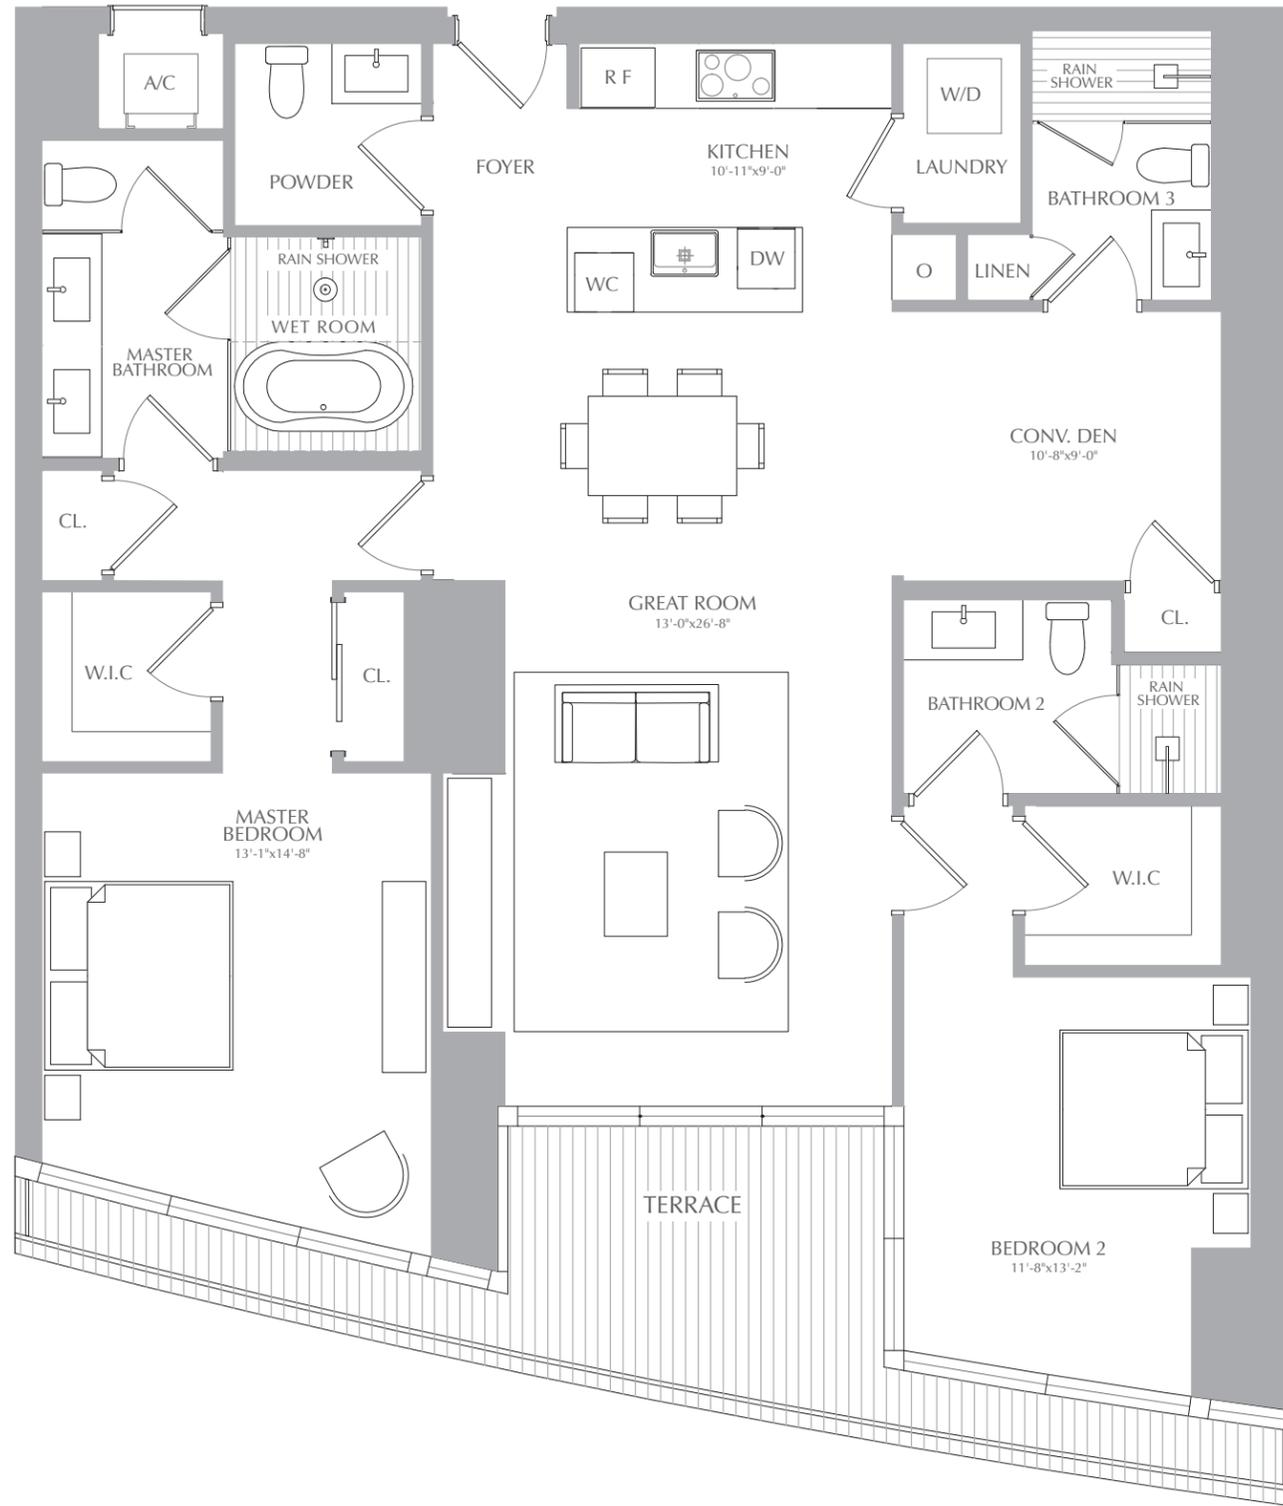 A/C
R F
RAIN
SHOWER
W/D
KITCHEN
10'-11"x9'-0"
FOYER
LAUNDRY
POWDER
BATHROOM 3
RAIN SHOWER
WC
DW
O
LINEN
WET ROOM
MASTER
BATHROOM
CONV. DEN
10'-8"x9'-0"
CL.
GREAT ROOM
13'-0"x26'-8"
CL.
W.I.C
CL.
RAIN
SHOWER
BATHROOM 2
MASTER
BEDROOM
13'-1"x14'-8"
W.I.C
TERRACE
BEDROOM 2
11'-8"x13'-2"